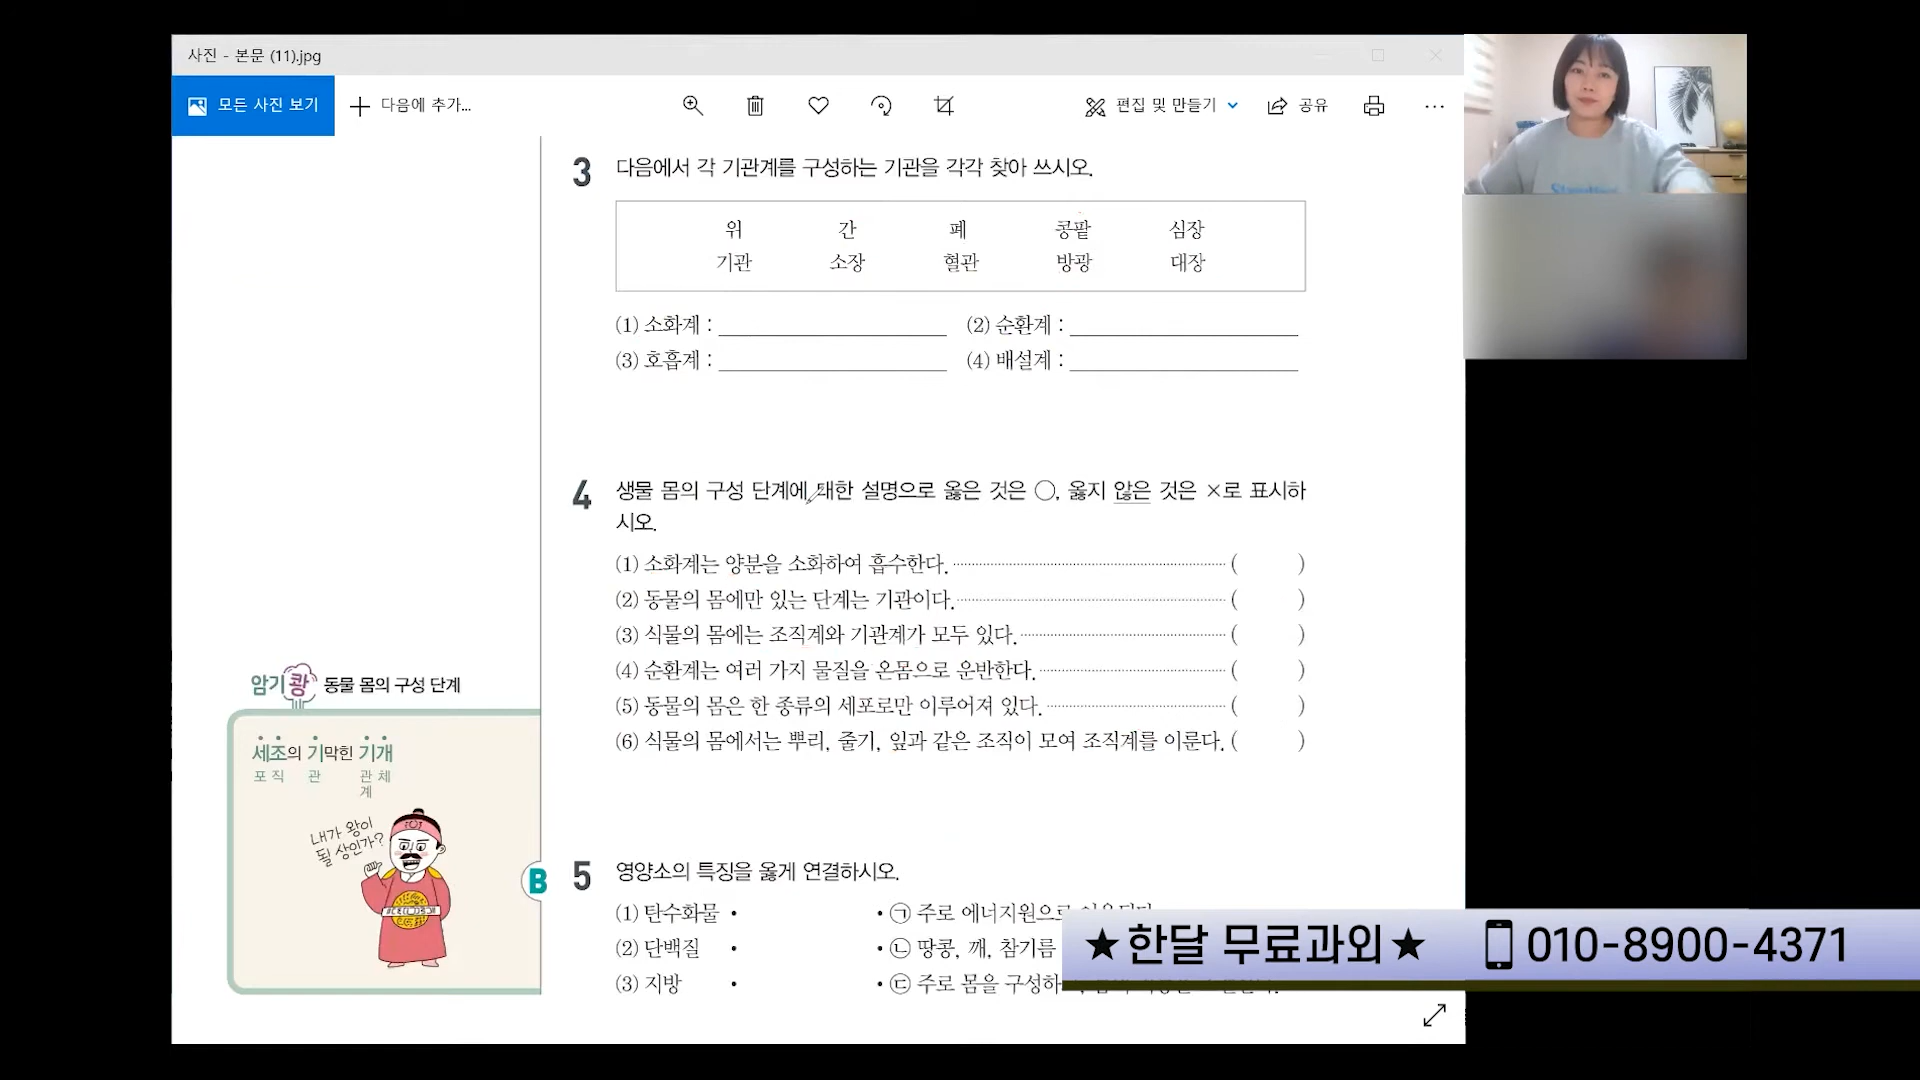 사진 - 본문 (11).jpg
모든 사진 보기
다음에 추가...
편집 및 만들기
공유
3 다음에서 각 기관계를 구성하는 기관을 각각 찾아 쓰시오.
위 간 폐 콩팥 심장
기관 소장 혈관 방광 대장
(1) 소화계 : (2) 순환계 :
(3) 호흡계 : (4) 배설계 :
4 생물 몸의 구성 단계에 대한 설명으로 옳은 것은 ○, 옳지 않은 것은 ×로 표시하
시오.
(1) 소화계는 양분을 소화하여 흡수한다. ( )
(2) 동물의 몸에만 있는 단계는 기관이다. ( )
(3) 식물의 몸에는 조직계와 기관계가 모두 있다. ( )
(4) 순환계는 여러 가지 물질을 온몸으로 운반한다. ( )
(5) 동물의 몸은 한 종류의 세포로만 이루어져 있다. ( )
(6) 식물의 몸에서는 뿌리, 줄기, 잎과 같은 조직이 모여 조직계를 이룬다. ( )
암기쾅 동물 몸의 구성 단계
세조의 기막힌 기개
포직 관 관체
계
내가 왕이
될 상인가?
B
5 영양소의 특징을 옳게 연결하시오.
(1) 탄수화물 • • ㉠ 주로 에너지원으로
(2) 단백질 • • ㉡ 땅콩, 깨, 참기름
(3) 지방 • • ㉢ 주로 몸을 구성하
★한달 무료과외★ 010-8900-4371